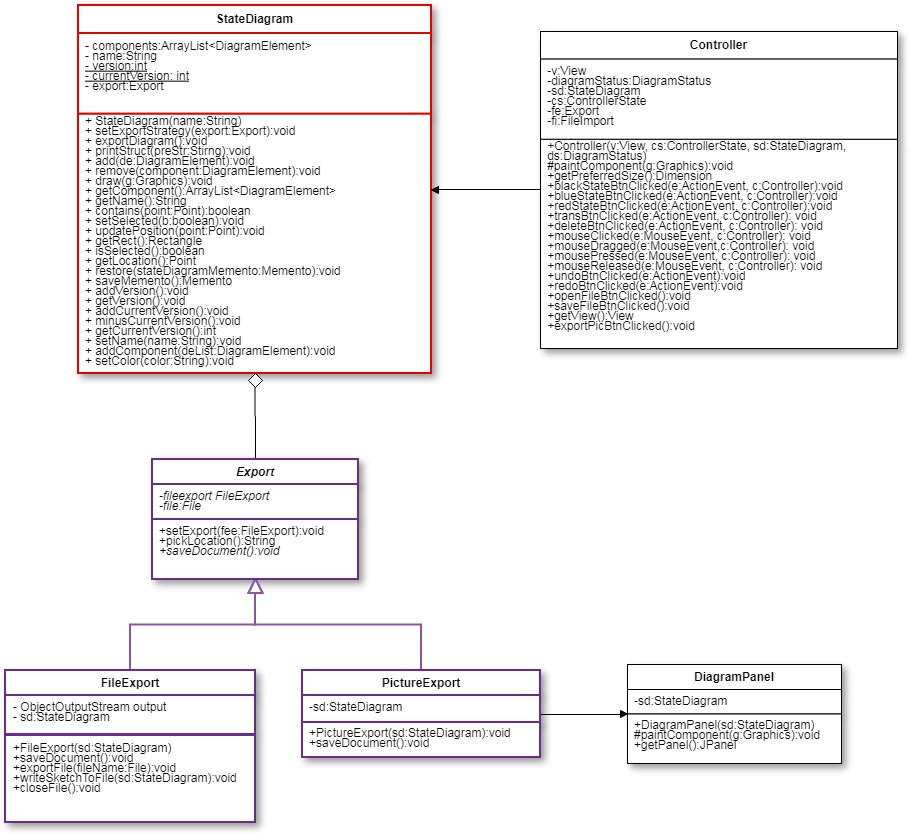 StateDiagram
- components:ArrayList<DiagramElement>
- name:String
- version:int
- currentVersion: int
- export:Export
+ StateDiagram(name:String)
+ setExportStrategy(export:Export):void
+ exportDiagram():void
+ printStruct(preStr:Stirng):void
+ add(de:DiagramElement):void
+ remove(component:DiagramElement):void
+ draw(g:Graphics):void
+ getComponent():ArrayList<DiagramElement>
+ getName():String
+ contains(point:Point):boolean
+ setSelected(b:boolean):void
+ updatePosition(point:Point):void
+ getRect():Rectangle
+ isSelected():boolean
+ getLocation():Point
+ restore(stateDiagramMemento:Memento):void
+ saveMemento():Memento
+ addVersion():void
+ getVersion():void
+ addCurrentVersion():void
+ minusCurrentVersion():void
+ getCurrentVersion():int
+ setName(name:String):void
+ addComponent(deList:DiagramElement):void
+ setColor(color:String):void
Controller
-v:View
-diagramStatus:DiagramStatus
-sd:StateDiagram
-cs:ControllerState
-fe:Export
-fi:FileImport
+Controller(v:View, cs:ControllerState, sd:StateDiagram,
ds:DiagramStatus)
#paintComponent(g:Graphics):void
+getPreferredSize():Dimension
+blackStateBtnClicked(e:ActionEvent, c:Controller):void
+blueStateBtnClicked(e:ActionEvent, c:Controller):void
+redStateBtnClicked(e:ActionEvent, c:Controller):void
+transBtnClicked(e:ActionEvent, c:Controller): void
+deleteBtnClicked(e:ActionEvent, c:Controller): void
+mouseClicked(e:MouseEvent, c:Controller): void
+mouseDragged(e:MouseEvent,c:Controller): void
+mousePressed(e:MouseEvent, c:Controller): void
+mouseReleased(e:MouseEvent, c:Controller): void
+undoBtnClicked(e:ActionEvent):void
+redoBtnClicked(e:ActionEvent):void
+openFileBtnClicked():void
+saveFileBtnClicked():void
+getView():View
+exportPicBtnClicked():void
Export
-fileexport FileExport
-file:File
+setExport(fee:FileExport):void
+pickLocation():String
+saveDocument():void
FileExport
- ObjectOutputStream output
- sd:StateDiagram
+FileExport(sd:StateDiagram)
+saveDocument():void
+exportFile(fileName:File):void
+writeSketchToFile(sd:StateDiagram):void
+closeFile():void
PictureExport
-sd:StateDiagram
+PictureExport(sd:StateDiagram):void
+saveDocument():void
DiagramPanel
-sd:StateDiagram
+DiagramPanel(sd:StateDiagram)
#paintComponent(g:Graphics):void
+getPanel():JPanel